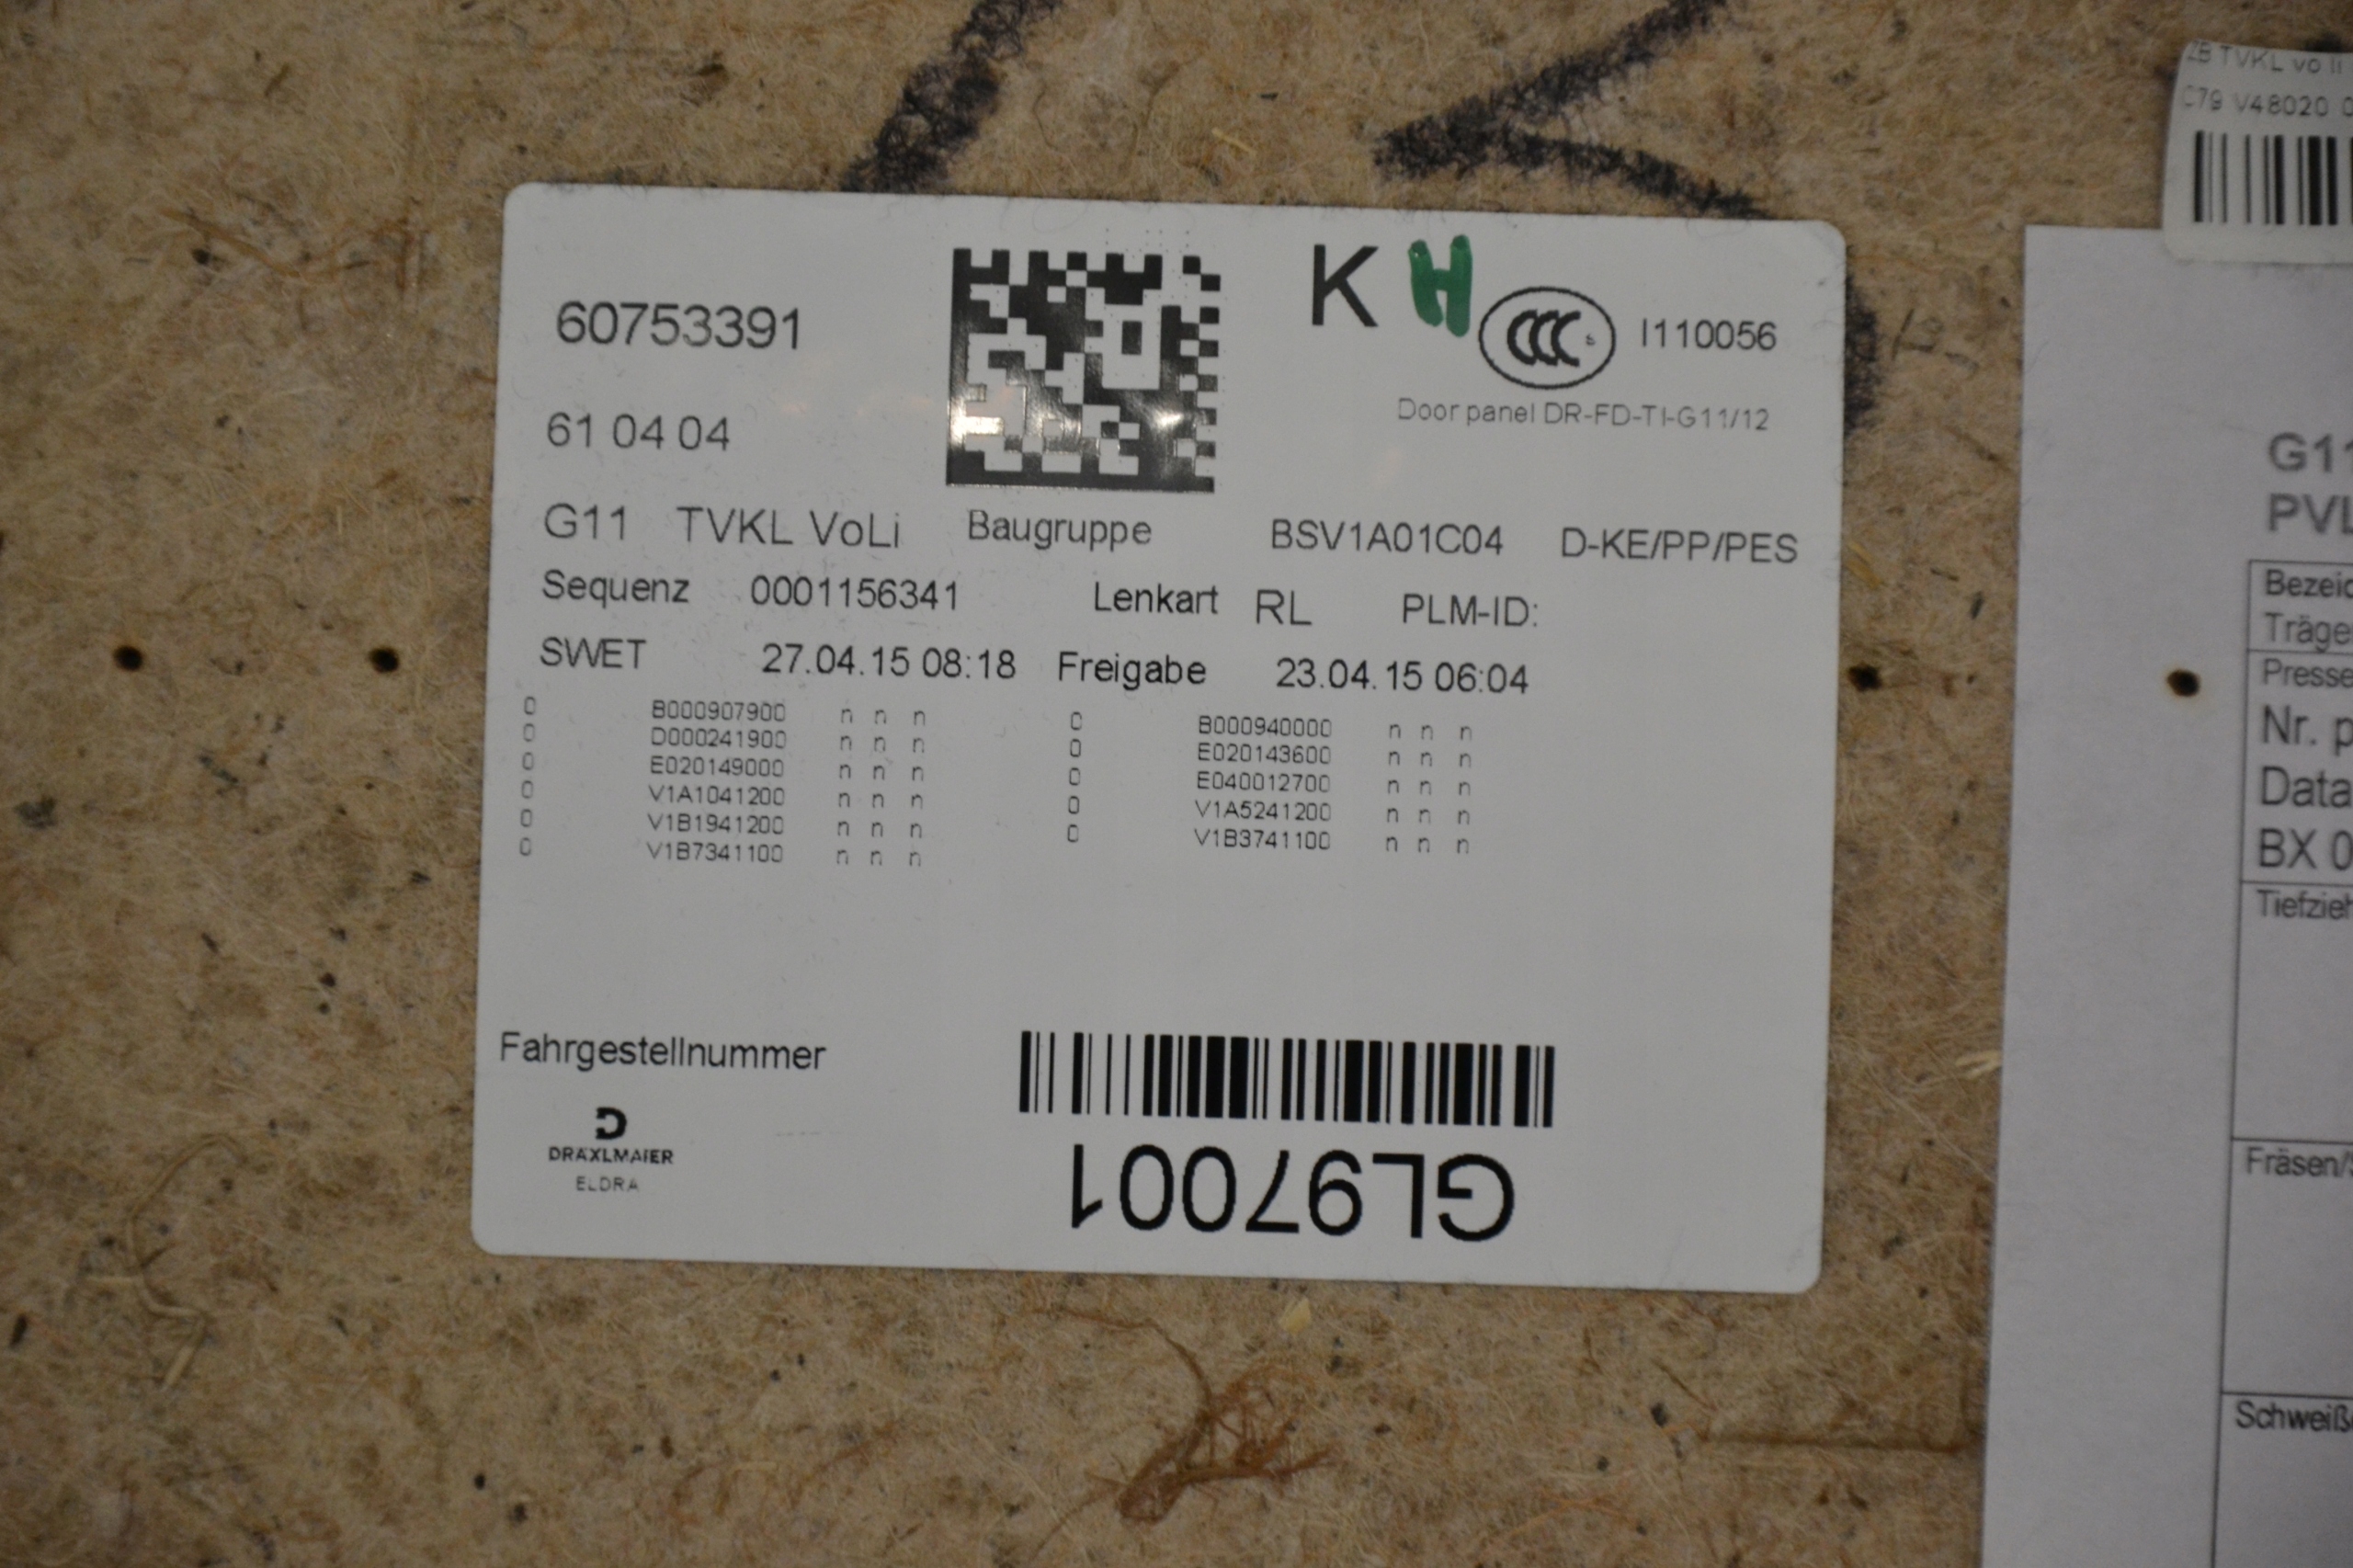 60753391
K H
CCC S
I110056
61 04 04
Door panel DR-FD-TI-G11/12
G11 TVKL VoLi Baugruppe BSV1A01C04 D-KE/PP/PES
Sequenz 0001156341 Lenkart RL PLM-ID:
SWET 27.04.15 08:18 Freigabe 23.04.15 06:04
0 B000907900 n n n 0 B000940000 n n n
0 D000241900 n n n 0 E020143600 n n n
0 E020149000 n n n 0 E040012700 n n n
0 V1A1041200 n n n 0 V1A5241200 n n n
0 V1B1941200 n n n 0 V1B3741100 n n n
0 V1B7341100 n n n
Fahrgestellnummer
DRÄXLMAIER
ELDRA
GL97001
ZB TVKL vo li
C79 V48020 0
G11
PVL
Bezeic
Träge
Presse
Nr. p
Data
BX 0
Tiefzieh
Fräsen/S
Schweiß